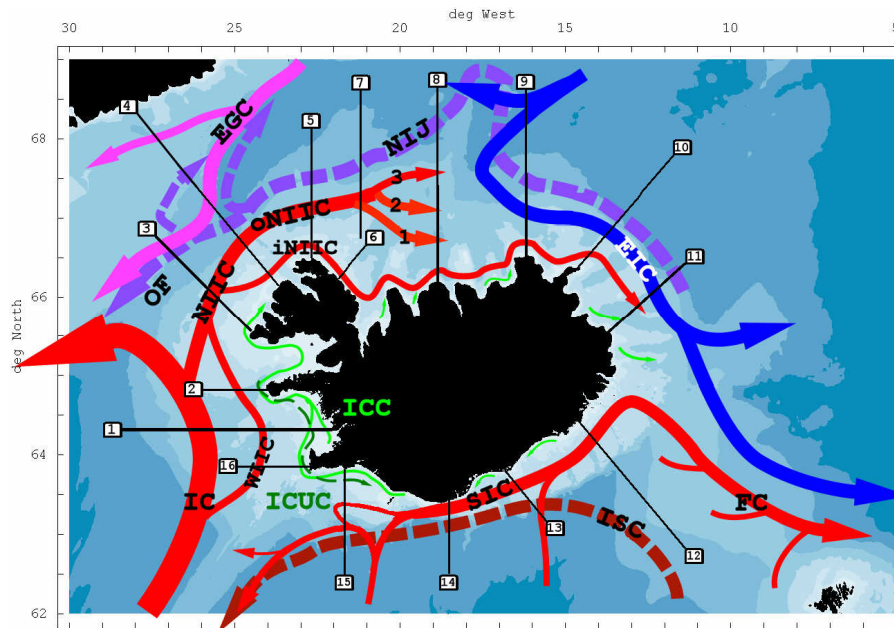 deg West
30 25 20 15 10 5
68
66
64
62
deg North
4
7
8
9
5
EGC
NIJ
10
3
3
oNIIC
2
iNIIC
6
1
EIC
11
OF
NIIC
2
ICC
1
WIIC
16
IC
ICUC
SIC
ISC
FC
13
12
15
14